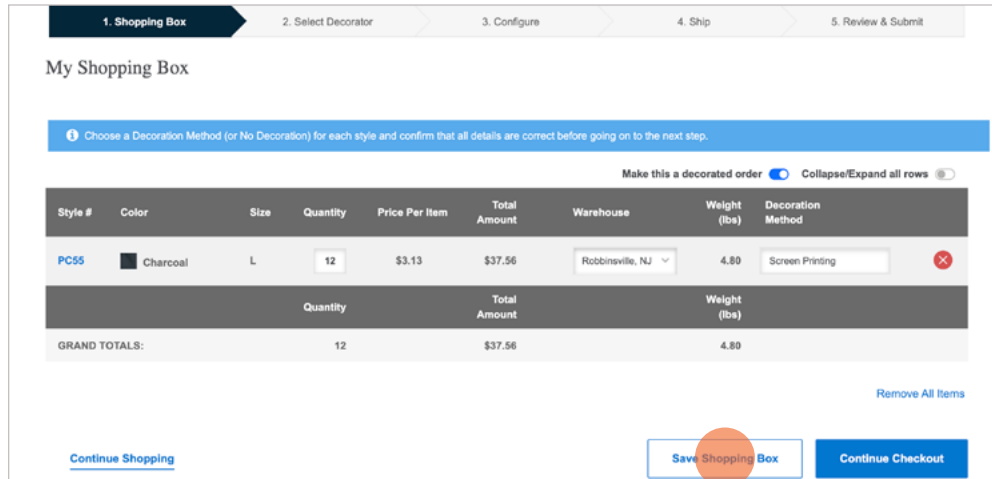 1. Shopping Box 2. Select Decorator 3. Configure 4. Ship 5. Review & Submit
My Shopping Box
Choose a Decoration Method (or No Decoration) for each style and confirm that all details are correct before going on to the next step.
Make this a decorated order Collapse/Expand all rows
Style # Color Size Quantity Price Per Item Total Amount Warehouse Weight (lbs) Decoration Method
PC55 Charcoal L 12 $3.13 $37.56 Robbinsville, NJ 4.80 Screen Printing
Quantity Total Amount Weight (lbs)
GRAND TOTALS: 12 $37.56 4.80
Remove All Items
Continue Shopping Save Shopping Box Continue Checkout